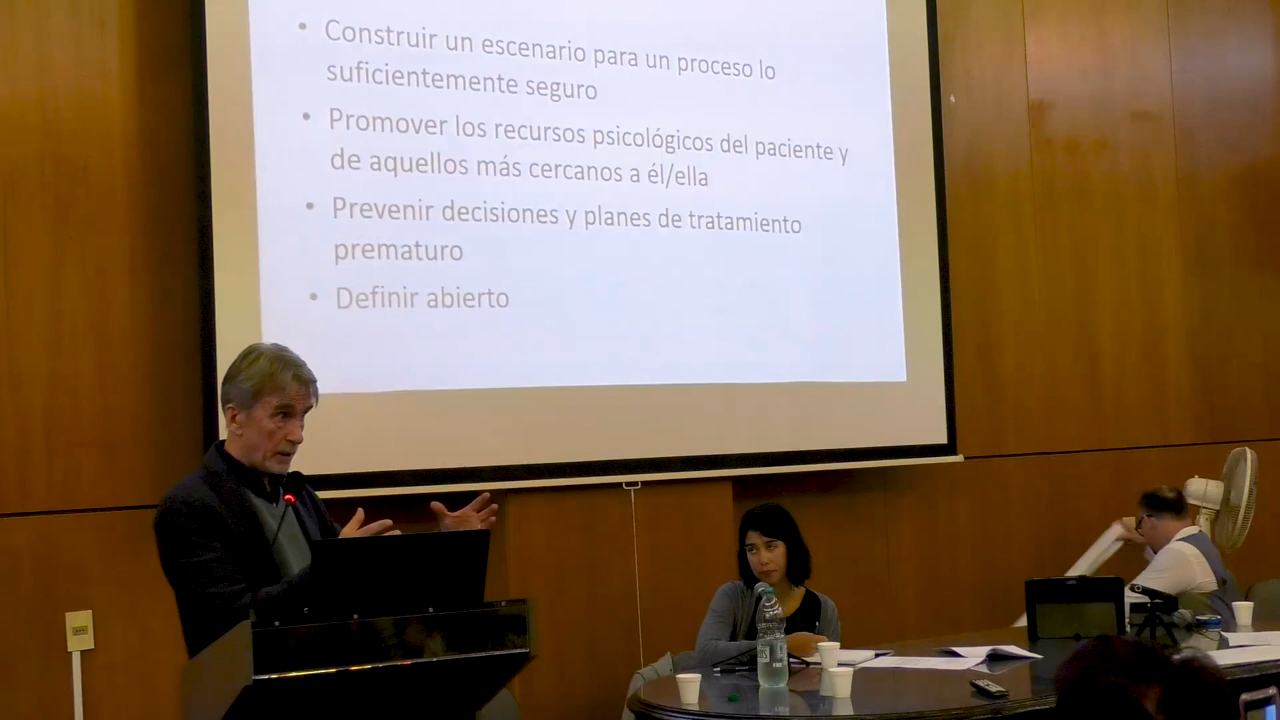 • Construir un escenario para un proceso lo
suficientemente seguro
• Promover los recursos psicológicos del paciente y
de aquellos más cercanos a él/ella
• Prevenir decisiones y planes de tratamiento
prematuro
• Definir abierto